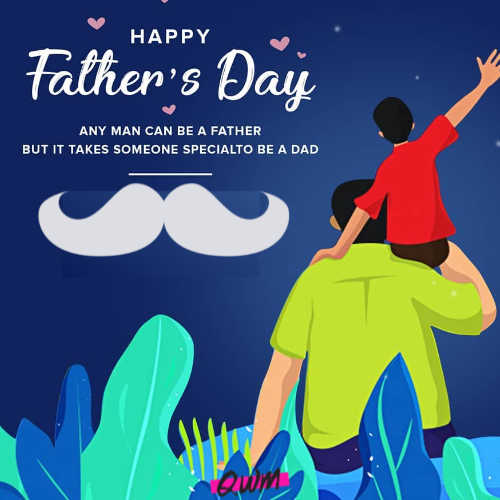 HAPPY
Father's Day
ANY MAN CAN BE A FATHER
BUT IT TAKES SOMEONE SPECIALTO BE A DAD